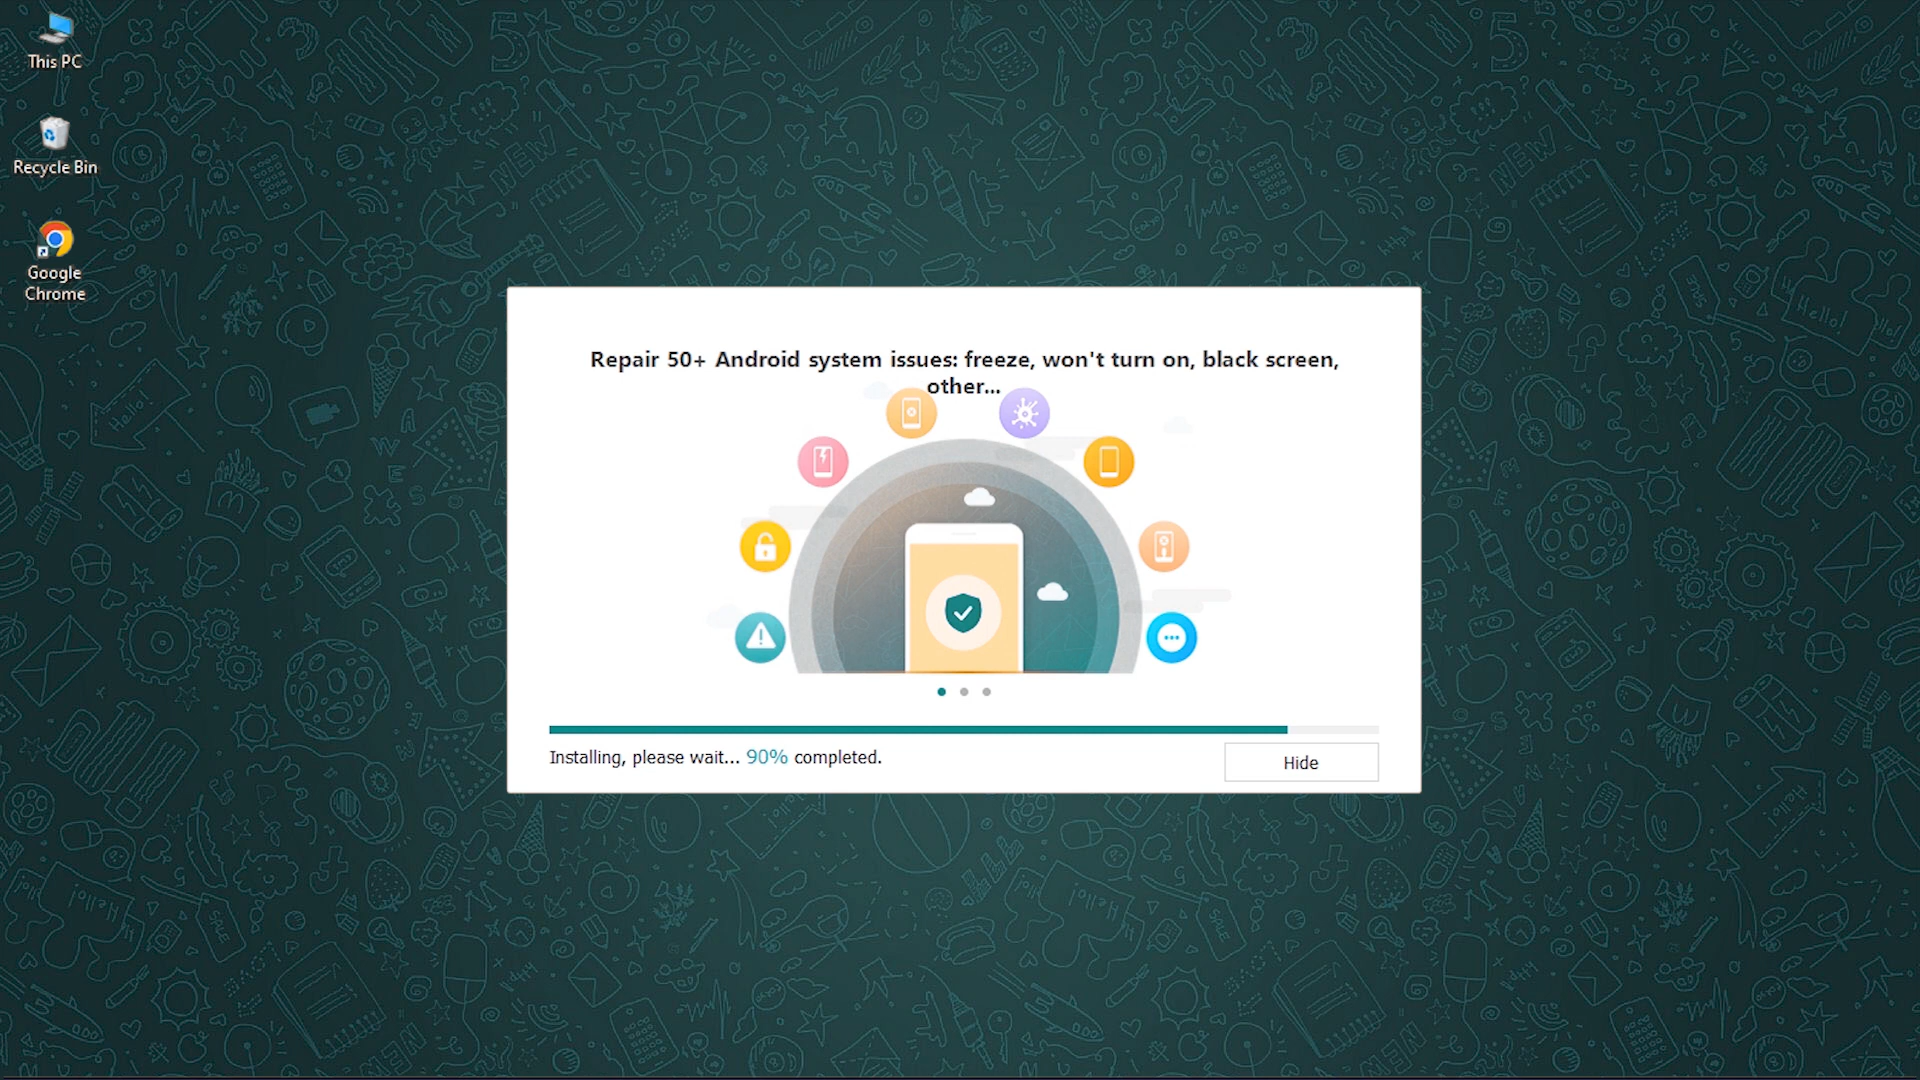 This PC
Recycle Bin
Google
Chrome
Repair 50+ Android system issues: freeze, won't turn on, black screen,
other...
Installing, please wait... 90% completed.
Hide